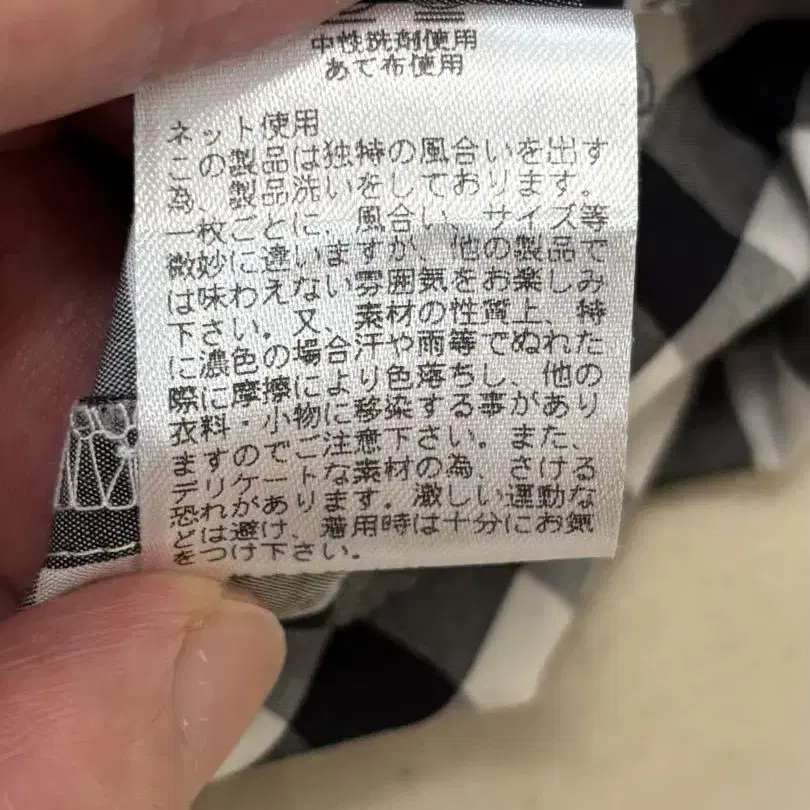 中性洗剤使用
あて布使用
ネット使用
この製品は独特の風合いを出す
為、製品洗いをしております。
一枚ごとに、風合い、サイズ等
微妙に違いますが、他の製品で
は味わえない雰囲気をお楽しみ
下さい。又、素材の性質上、特
に濃色の場合汗や雨等でぬれた
際に摩擦により色落ちし、他の
衣料・小物に移染する事があり
ますのでご注意下さい。また、
デリケートな素材の為、さける
恐れがあります。激しい運動な
どは避け、着用時は十分にお気
をつけ下さい。